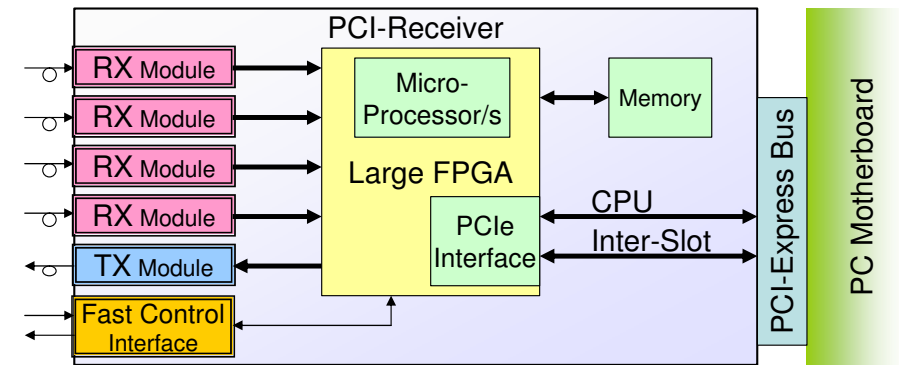 PCI-Receiver
RX Module
RX Module
RX Module
RX Module
TX Module
Fast Control
Interface
Micro-
Processor/s
Large FPGA
PCIe
Interface
Memory
CPU
Inter-Slot
PCI-Express Bus
PC Motherboard